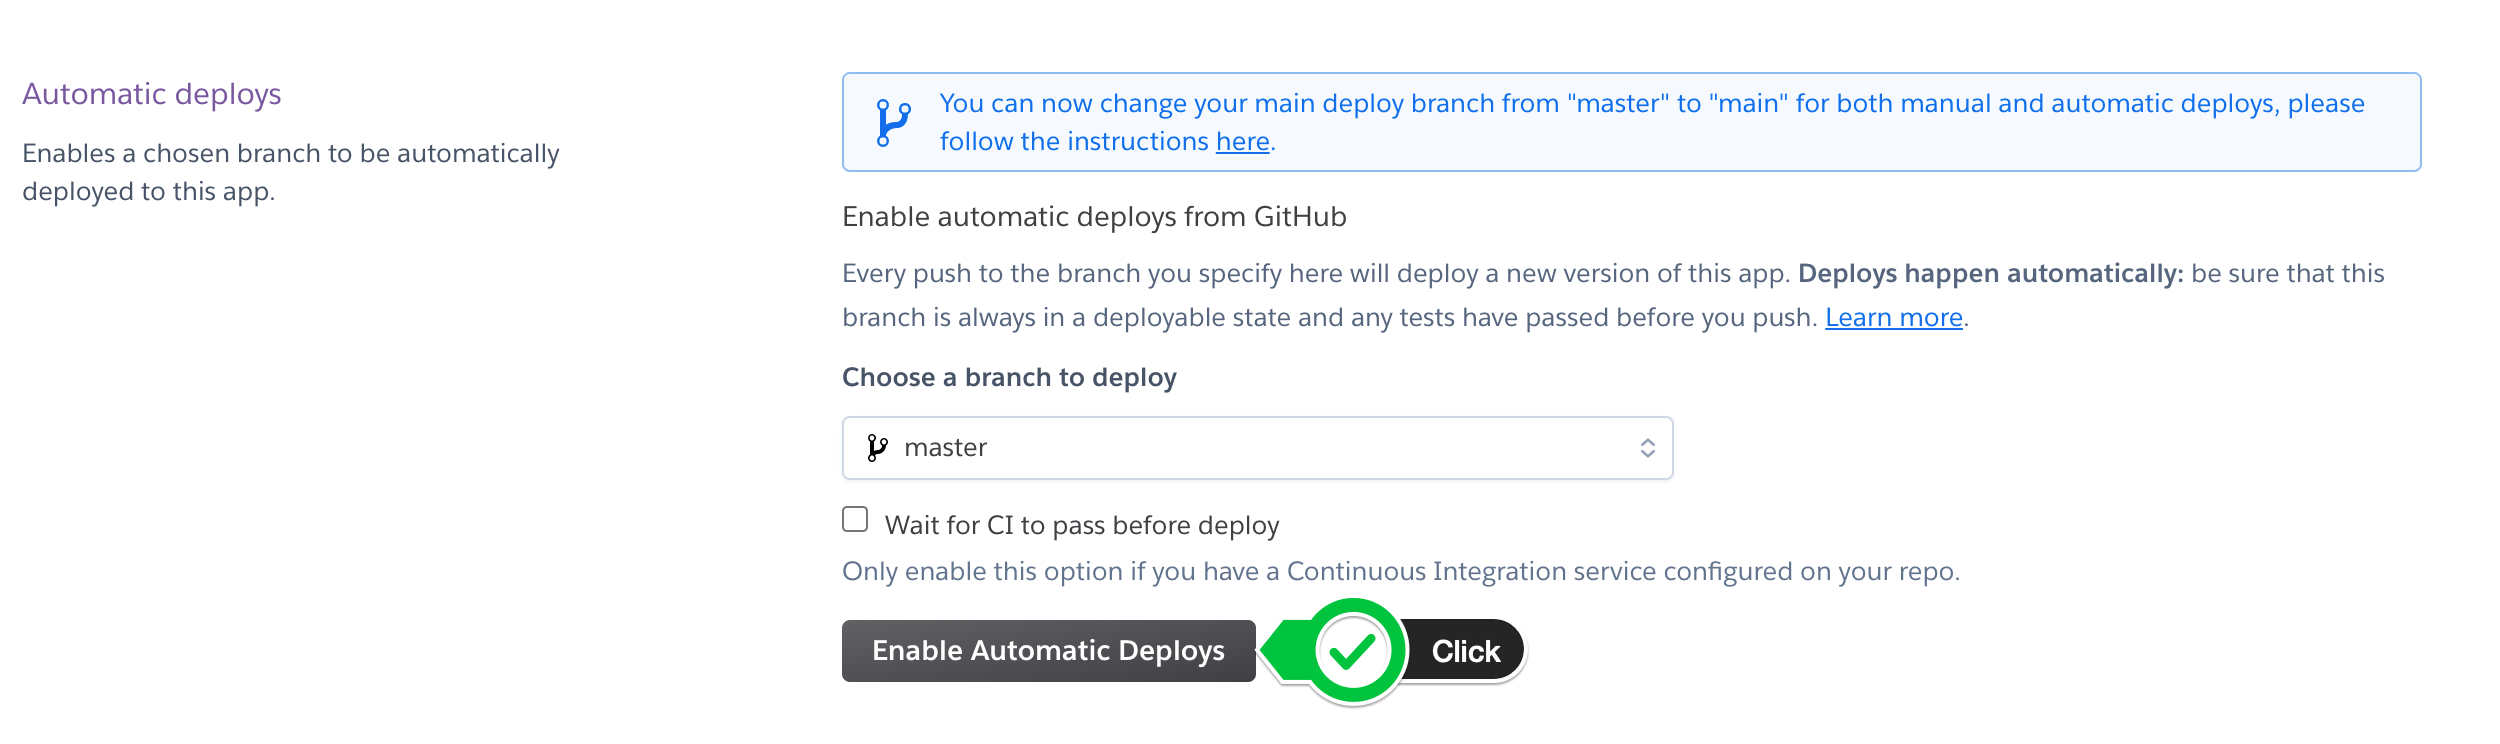 Automatic deploys
Enables a chosen branch to be automatically
deployed to this app.
You can now change your main deploy branch from "master" to "main" for both manual and automatic deploys, please
follow the instructions here.
Enable automatic deploys from GitHub
Every push to the branch you specify here will deploy a new version of this app. Deploys happen automatically: be sure that this
branch is always in a deployable state and any tests have passed before you push. Learn more.
Choose a branch to deploy
master
Wait for CI to pass before deploy
Only enable this option if you have a Continuous Integration service configured on your repo.
Enable Automatic Deploys
Click